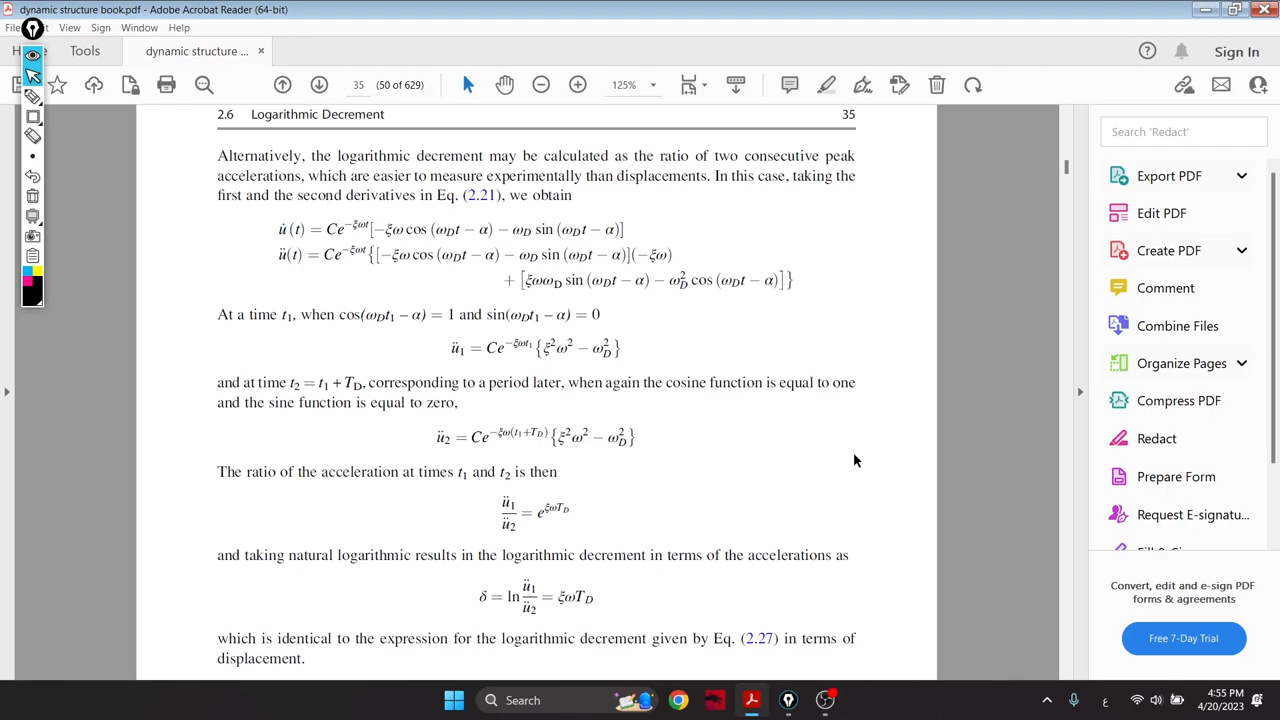 dynamic structure book.pdf - Adobe Acrobat Reader (64-bit)
View Sign Window Help
Tools dynamic structure ... × Sign In
35 (50 of 629) 125%
2.6 Logarithmic Decrement 35
Search 'Redact'
Alternatively, the logarithmic decrement may be calculated as the ratio of two consecutive peak
accelerations, which are easier to measure experimentally than displacements. In this case, taking the
first and the second derivatives in Eq. (2.21), we obtain
u̇(t) = Ce^{−ξωt}[−ξω cos (ω_D t − α) − ω_D sin (ω_D t − α)]
ü(t) = Ce^{−ξωt}{[−ξω cos (ω_D t − α) − ω_D sin (ω_D t − α)](−ξω)
+ [ξωω_D sin (ω_D t − α) − ω_D² cos (ω_D t − α)]}
At a time t₁, when cos(ω_D t₁ − α) = 1 and sin(ω_D t₁ − α) = 0
ü₁ = Ce^{−ξωt₁}{ξ²ω² − ω_D²}
and at time t₂ = t₁ + T_D, corresponding to a period later, when again the cosine function is equal to one
and the sine function is equal to zero,
ü₂ = Ce^{−ξω(t₁+T_D)}{ξ²ω² − ω_D²}
The ratio of the acceleration at times t₁ and t₂ is then
ü₁/ü₂ = e^{ξωT_D}
and taking natural logarithmic results in the logarithmic decrement in terms of the accelerations as
δ = ln ü₁/ü₂ = ξωT_D
which is identical to the expression for the logarithmic decrement given by Eq. (2.27) in terms of
displacement.
Export PDF
Edit PDF
Create PDF
Comment
Combine Files
Organize Pages
Compress PDF
Redact
Prepare Form
Request E-signatu...
Convert, edit and e-sign PDF
forms & agreements
Free 7-Day Trial
Search
ع
4:55 PM
4/20/2023